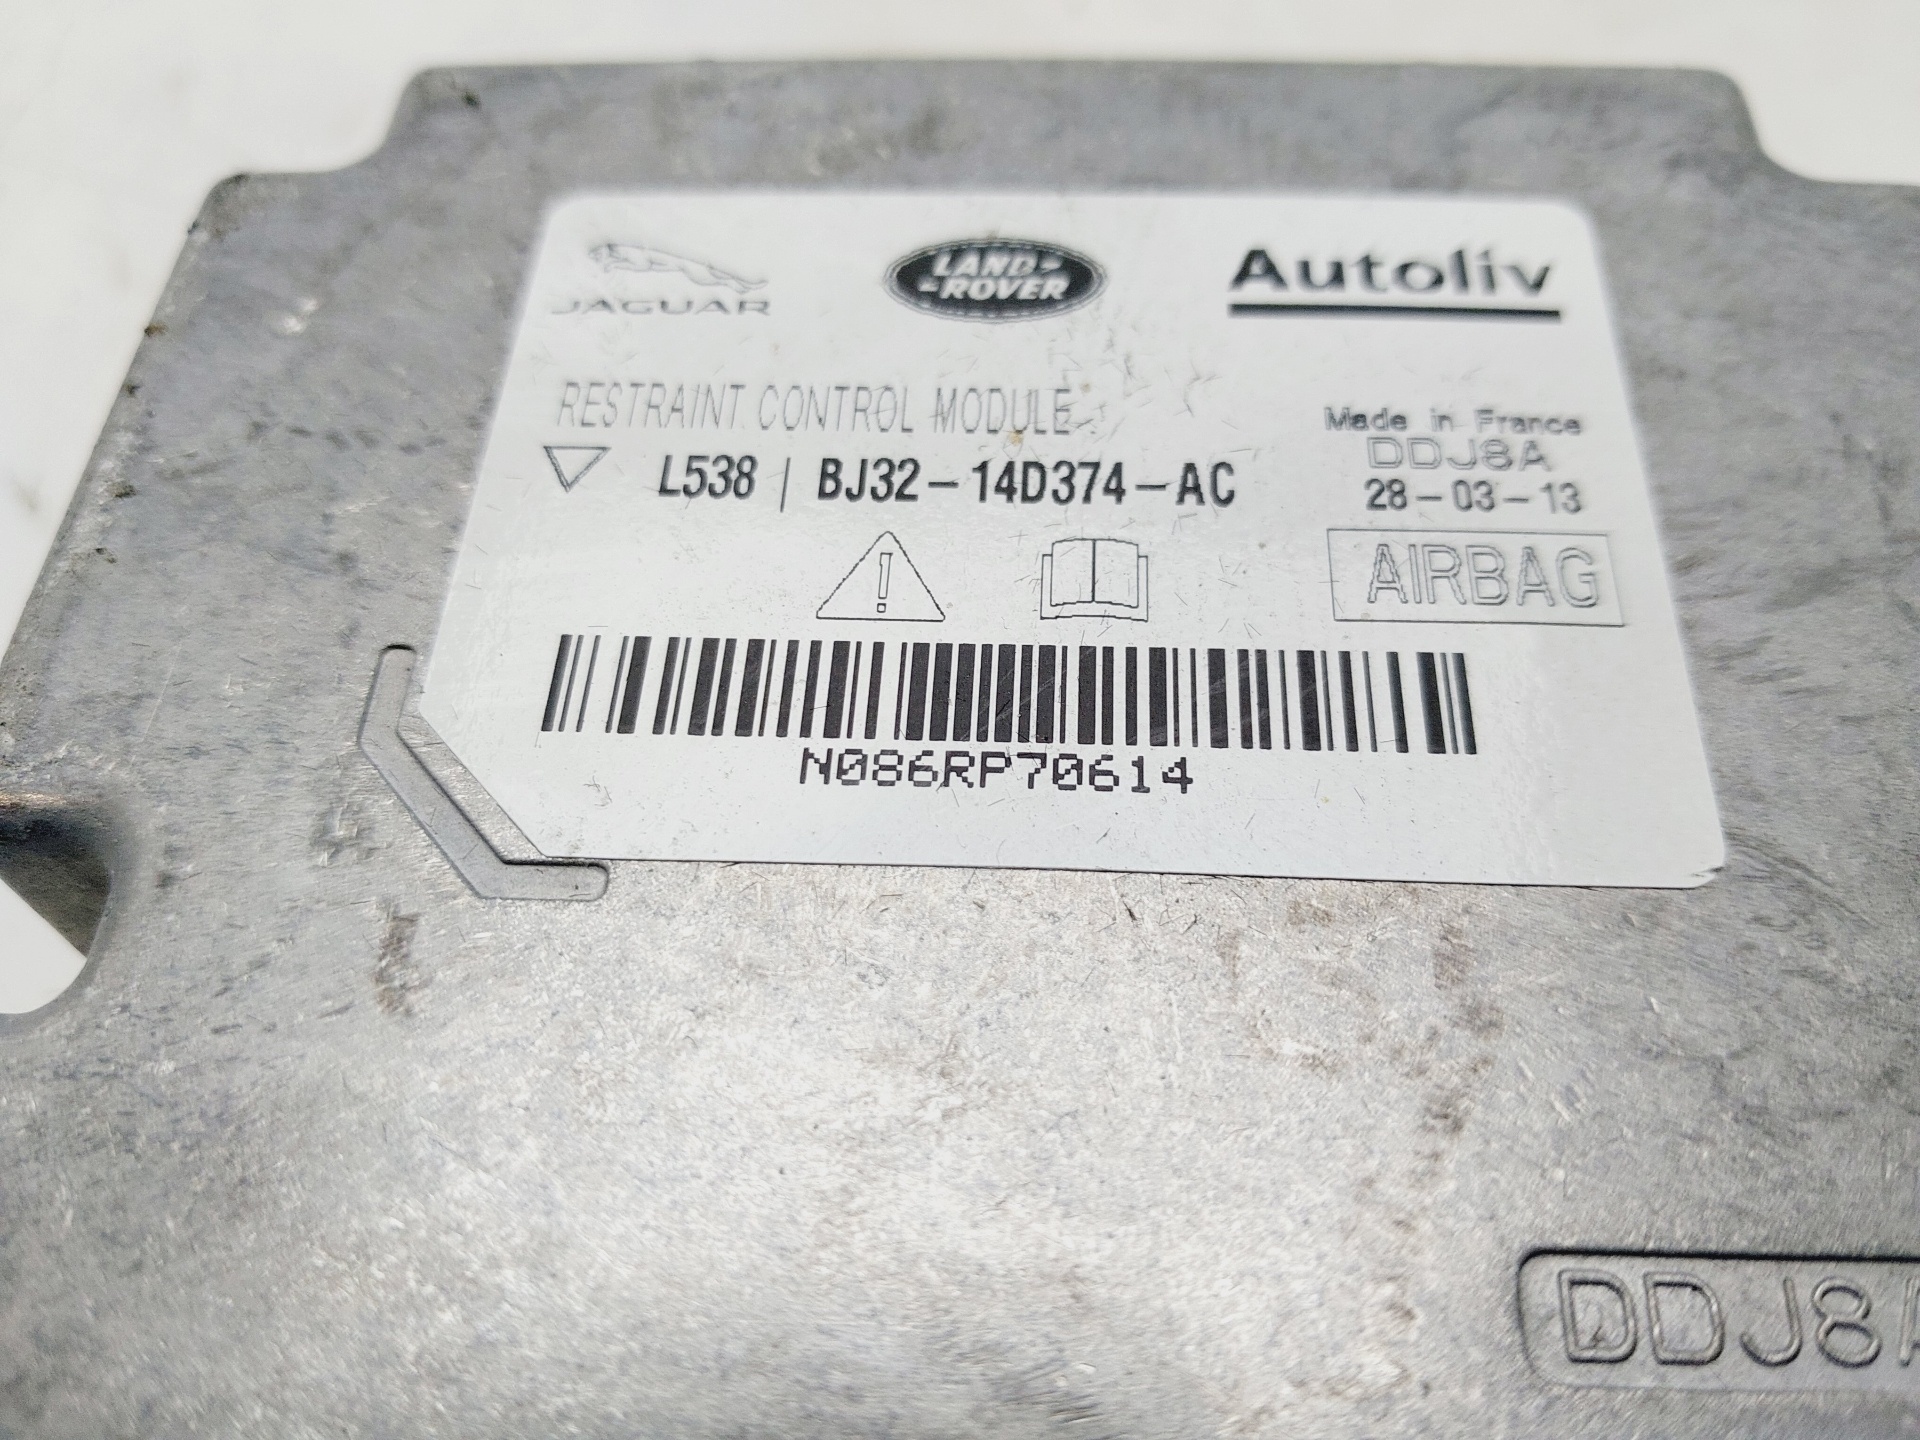 JAGUAR
LAND
ROVER
Autoliv
RESTRAINT CONTROL MODULE
Made in France
DDJ8A
L538 | BJ32-14D374-AC
28-03-13
AIRBAG
N086RP70614
DDJ8A